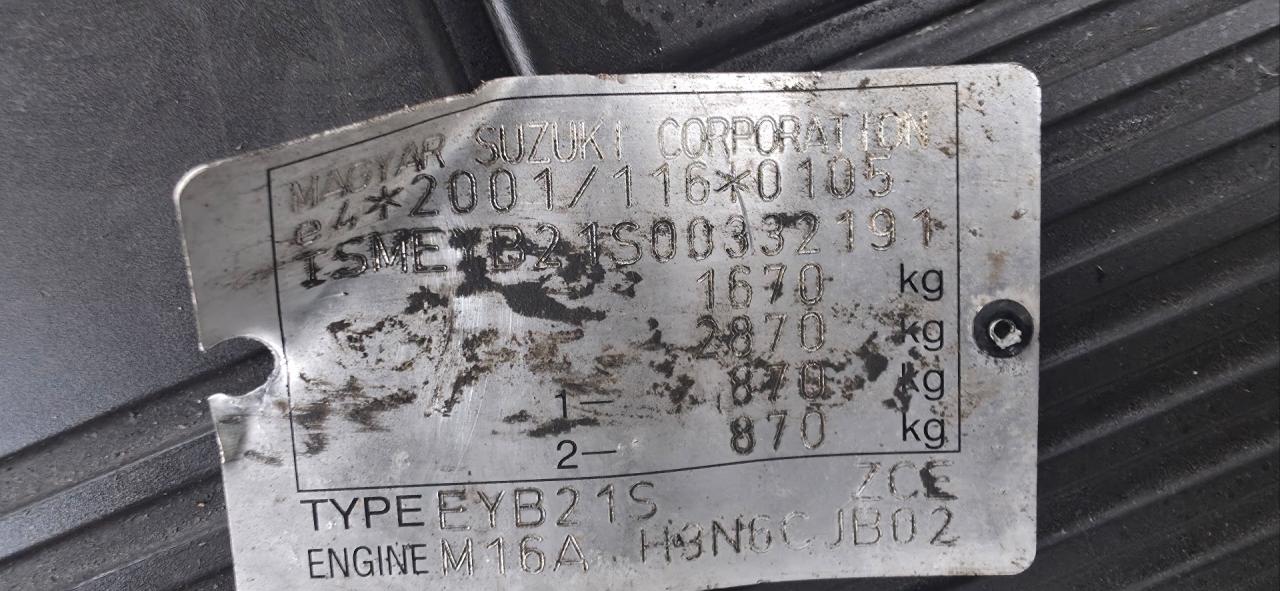 MAGYAR SUZUKI CORPORATION
e4*2001/116*0105
TSMEYB21S00332191
1670 kg
2870 kg
1- 870 kg
2- 870 kg
ZCE
TYPE EYB21S
ENGINE M16A H3N6CJB02